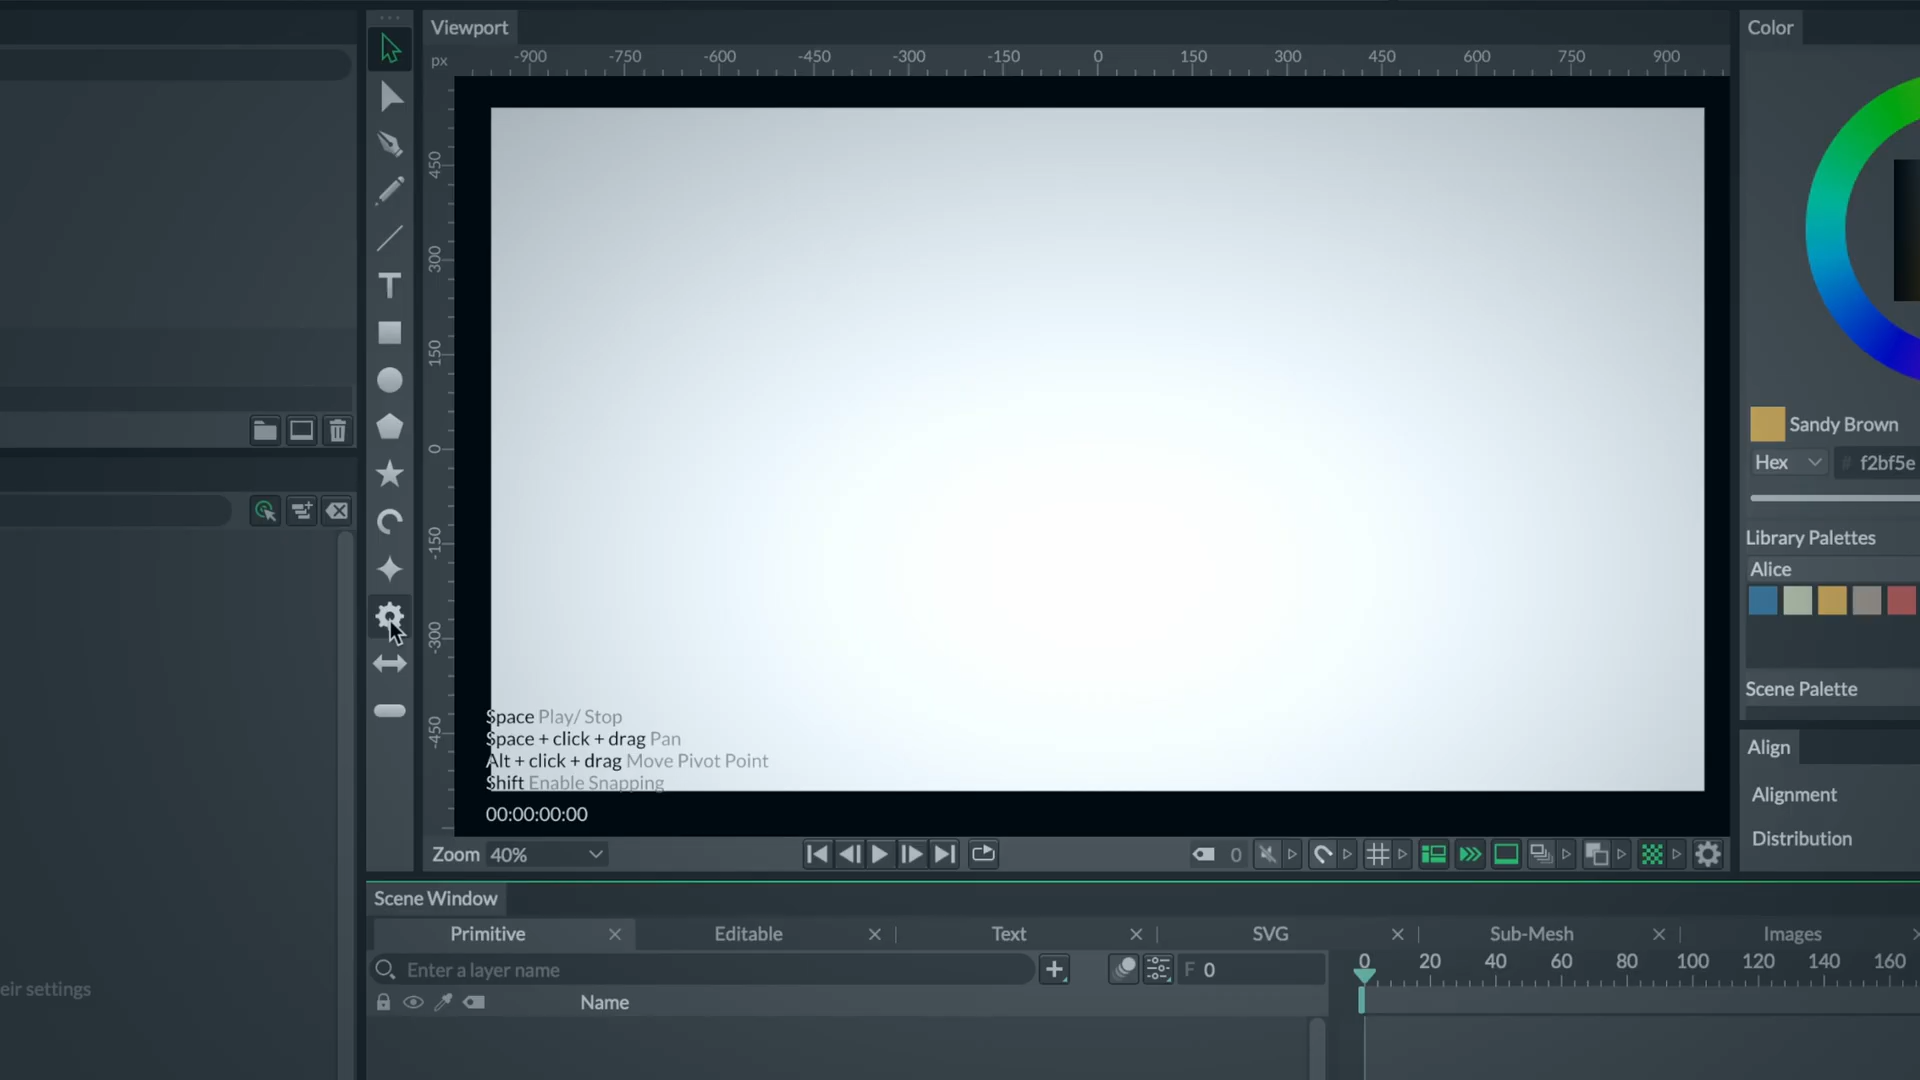 Viewport
Color
px
-900 -750 -600 -450 -300 -150 0 150 300 450 600 750 900
450
300
150
0
-150
-300
-450
T
Sandy Brown
Hex
# f2bf5e
Library Palettes
Alice
Scene Palette
Align
Alignment
Distribution
Space Play/ Stop
Space + click + drag Pan
Alt + click + drag Move Pivot Point
Shift Enable Snapping
00:00:00:00
Zoom 40%
0
Scene Window
Primitive
Editable
Text
SVG
Sub-Mesh
Images
Enter a layer name
F 0
0 20 40 60 80 100 120 140 160
Name
eir settings